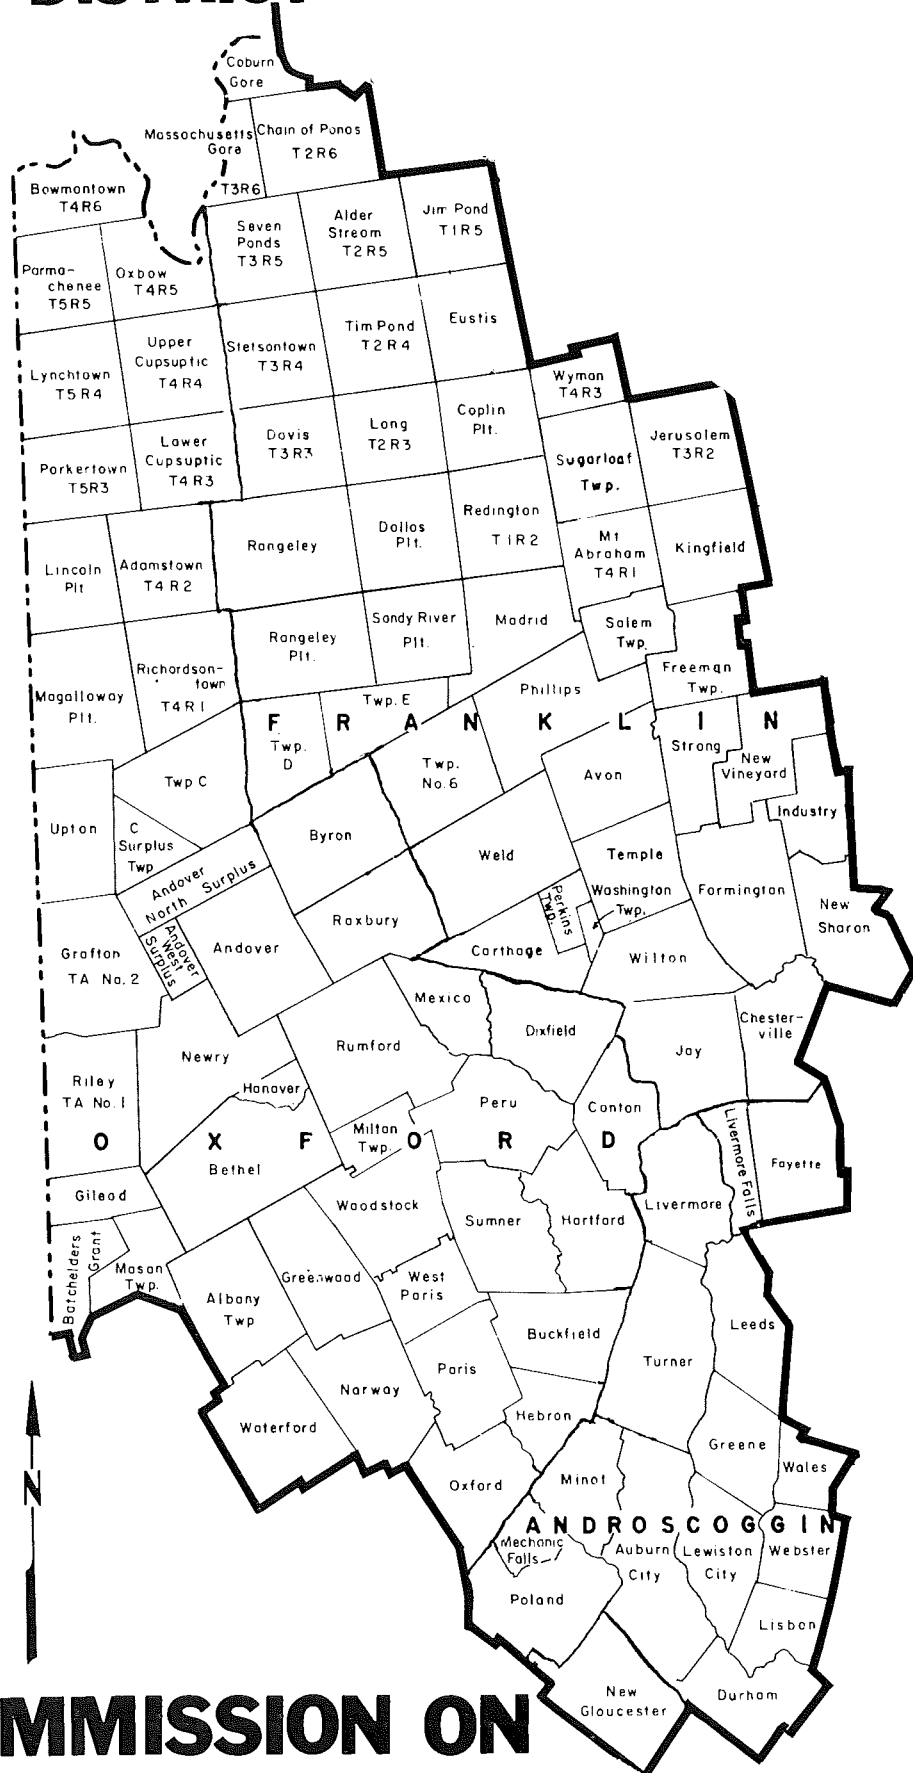 Coburn
Gore
Massachusetts
Gore
Chain of Ponds
T2R6
T3R6
Bowmantown
T4R6
Seven
Ponds
T3R5
Alder
Stream
T2R5
Jim Pond
T1R5
Parma-
chenee
T5R5
Oxbow
T4R5
Lynchtown
T5R4
Upper
Cupsuptic
T4R4
Stetsontown
T3R4
Tim Pond
T2R4
Eustis
Wyman
T4R3
Parkertown
T5R3
Lower
Cupsuptic
T4R3
Davis
T3R3
Lang
T2R3
Coplin
Plt.
Sugarloaf
Twp.
Jerusalem
T3R2
Lincoln
Plt
Adamstown
T4R2
Rangeley
Dallas
Plt.
Redington
T1R2
Mt
Abraham
T4R1
Kingfield
Magalloway
Plt.
Richardson-
town
T4R1
Rangeley
Plt.
Sandy River
Plt.
Madrid
Salem
Twp.
Freeman
Twp.
Twp. E
Phillips
FRANKLIN
Twp.
D
Twp.
No.6
Strong
New
Vineyard
Avon
Industry
Upton
Twp C
C
Surplus
Twp
Byron
Weld
Temple
Andover
North Surplus
Roxbury
Perkins
Twp.
Washington
Twp.
Farmington
New
Sharon
Grafton
TA No.2
Andover
West
Surplus
Andover
Carthage
Wilton
Mexico
Dixfield
Chester-
ville
Newry
Rumford
Jay
Riley
TA No.1
Hanover
Peru
Canton
Milton
Twp.
OXFORD
Bethel
Livermore Falls
Fayette
Gilead
Woodstock
Sumner
Hartford
Livermore
Batchelders
Grant
Mason
Twp.
Albany
Twp
Greenwood
West
Paris
Buckfield
Leeds
Turner
Paris
Norway
Waterford
Hebron
Greene
Wales
Oxford
Minot
ANDROSCOGGIN
Mechanic
Falls
Auburn
City
Lewiston
City
Webster
Poland
Lisbon
New
Gloucester
Durham
N
MMISSION ON